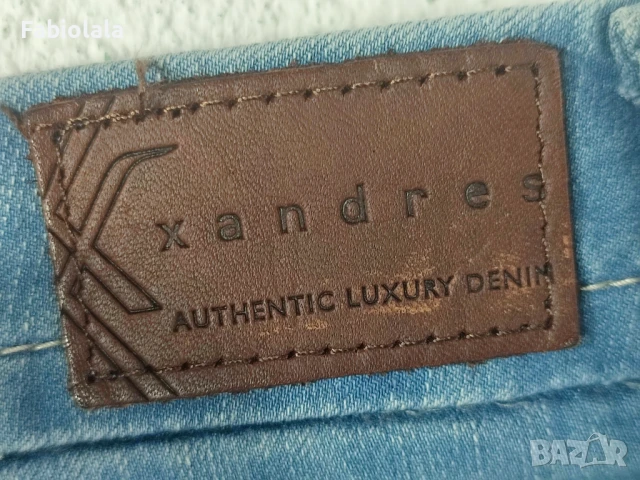 Fabiolala
xandres
AUTHENTIC LUXURY DENIM
BAZAR